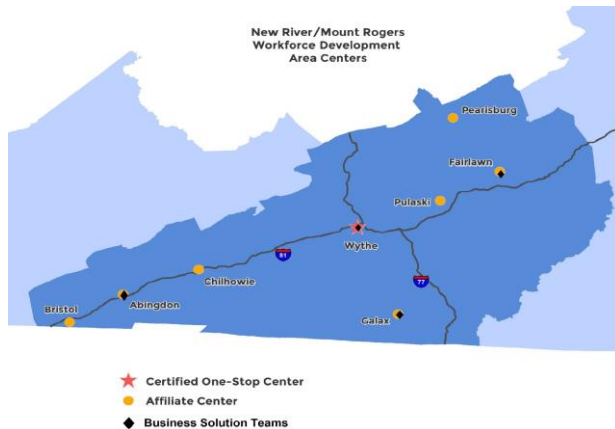 New River/Mount Rogers
Workforce Development
Area Centers
Pearisburg
Fairlawn
Pulaski
Wythe
81
Chilhowie
77
Bristol
Abingdon
Galax
Certified One-Stop Center
Affiliate Center
Business Solution Teams